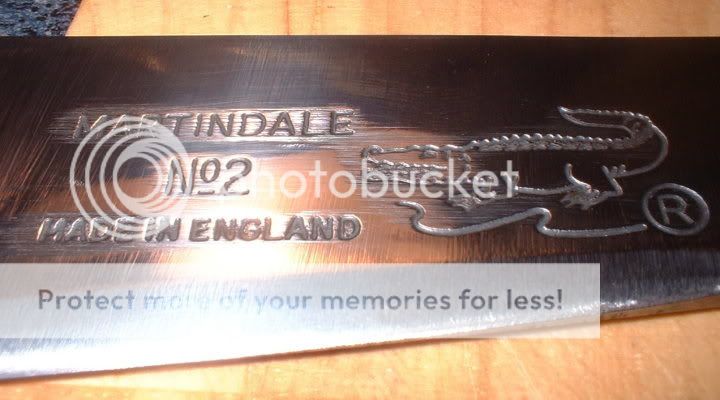 MARTINDALE
No2
MADE IN ENGLAND
®
photobucket
Protect more of your memories for less!